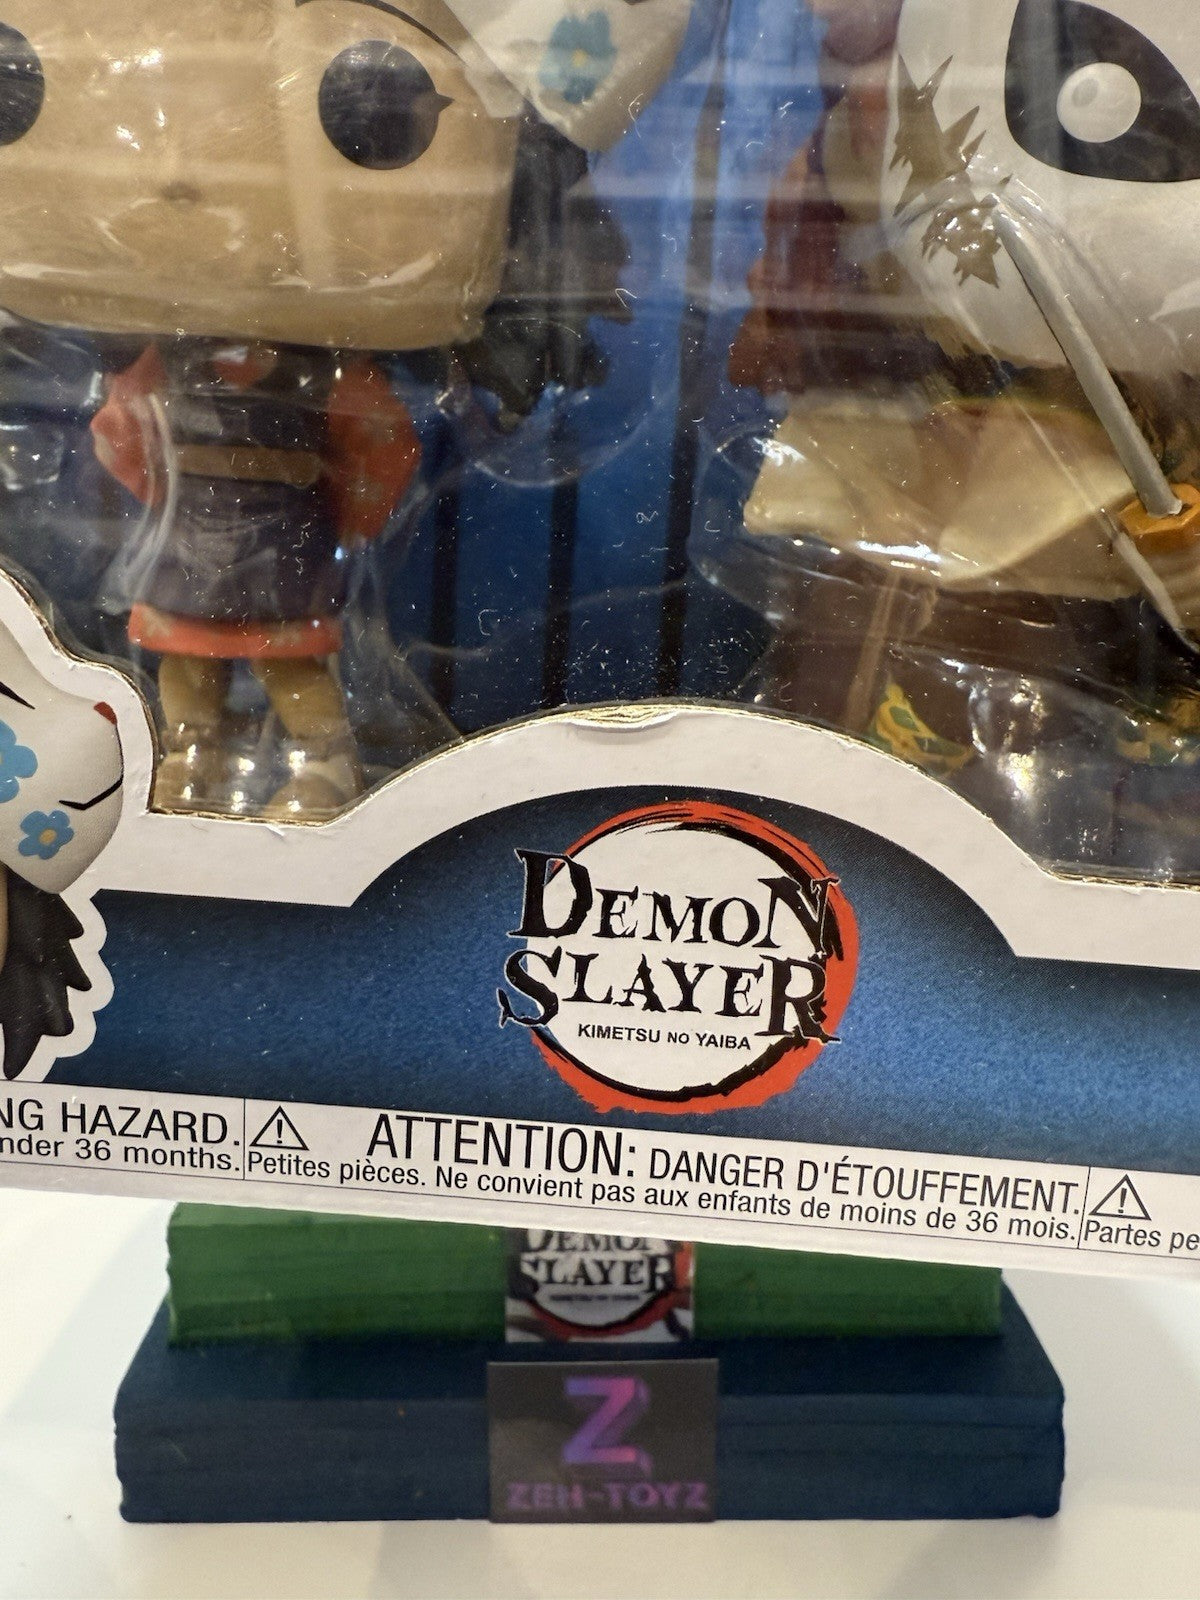 DEMON
SLAYER
KIMETSU NO YAIBA
NG HAZARD.
nder 36 months.
ATTENTION: DANGER D'ÉTOUFFEMENT.
Petites pièces. Ne convient pas aux enfants de moins de 36 mois.
Partes pe
DEMON
SLAYER
Z
ZEH-TOYZ